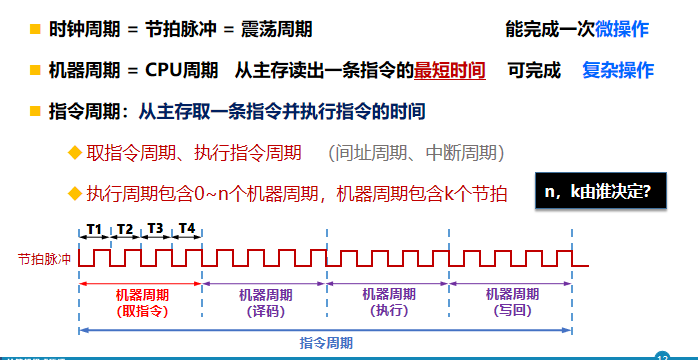 时钟周期 = 节拍脉冲 = 震荡周期 能完成一次微操作
机器周期 = CPU周期 从主存读出一条指令的最短时间 可完成 复杂操作
指令周期：从主存取一条指令并执行指令的时间
取指令周期、执行指令周期 （间址周期、中断周期）
执行周期包含0~n个机器周期，机器周期包含k个节拍
n，k由谁决定?
T1 T2 T3 T4
节拍脉冲
机器周期 机器周期 机器周期 机器周期
（取指令） （译码） （执行） （写回）
指令周期
12